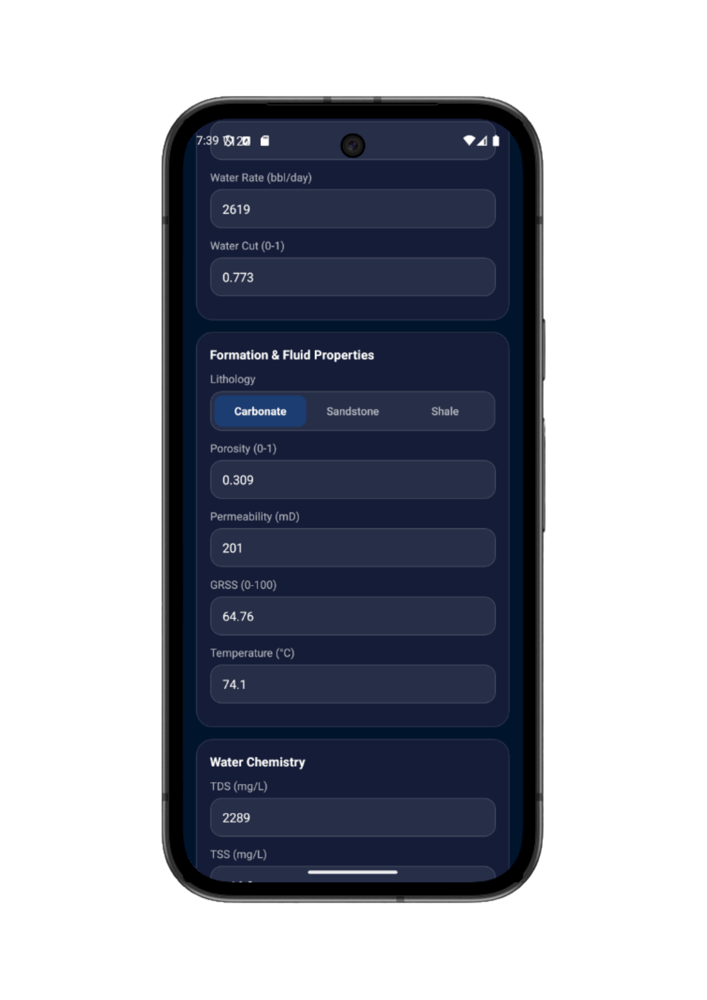 7:39
Water Rate (bbl/day)
2619
Water Cut (0-1)
0.773
Formation & Fluid Properties
Lithology
Carbonate Sandstone Shale
Porosity (0-1)
0.309
Permeability (mD)
201
GRSS (0-100)
64.76
Temperature (°C)
74.1
Water Chemistry
TDS (mg/L)
2289
TSS (mg/L)